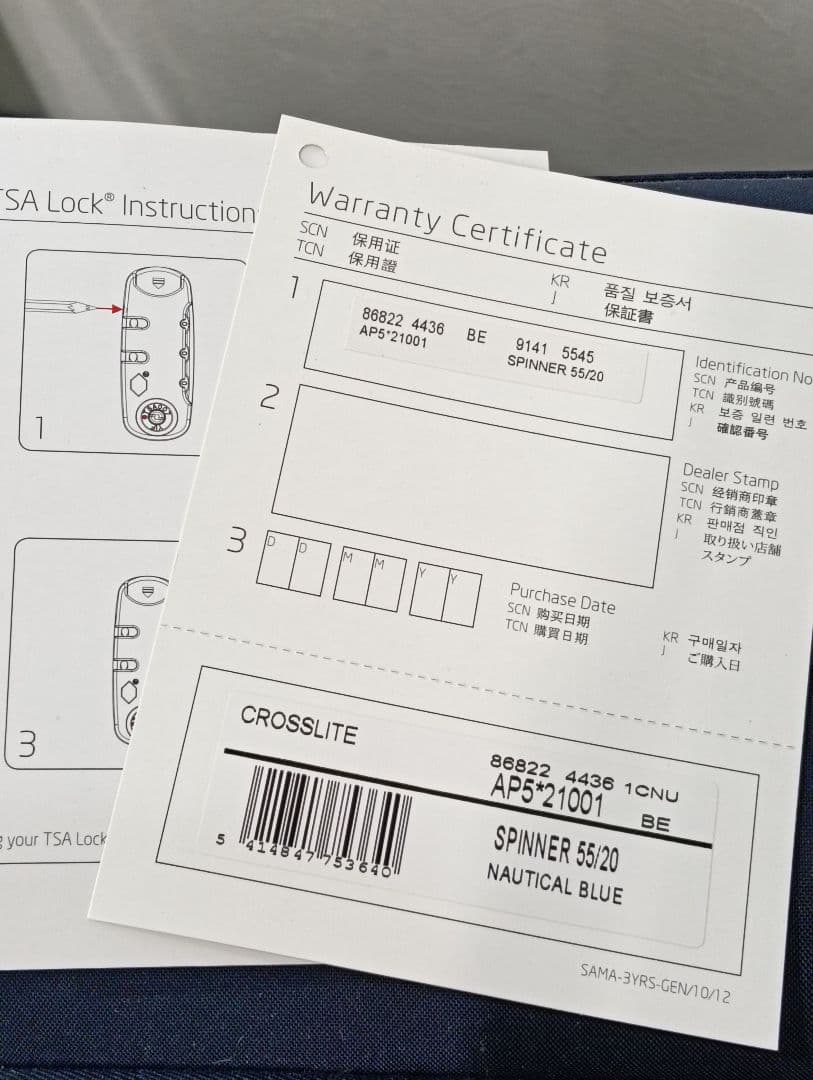 TSA Lock® Instruction
1
3
your TSA Lock
Warranty Certificate
SCN 保用证
TCN 保用證
KR 품질 보증서
J 保証書
1
86822 4436 BE 9141 5545
AP5*21001 SPINNER 55/20
Identification No
SCN 产品编号
TCN 識別號碼
KR 보증 일련 번호
J 確認番号
2
Dealer Stamp
SCN 经销商印章
TCN 行銷商蓋章
KR 판매점 직인
J 取り扱い店舗
スタンプ
3
D D M M Y Y
Purchase Date
SCN 购买日期
TCN 購買日期
KR 구매일자
J ご購入日
CROSSLITE
86822 4436 1CNU
AP5*21001 BE
SPINNER 55/20
NAUTICAL BLUE
5 414847 753640
SAMA-3YRS-GEN/10/12